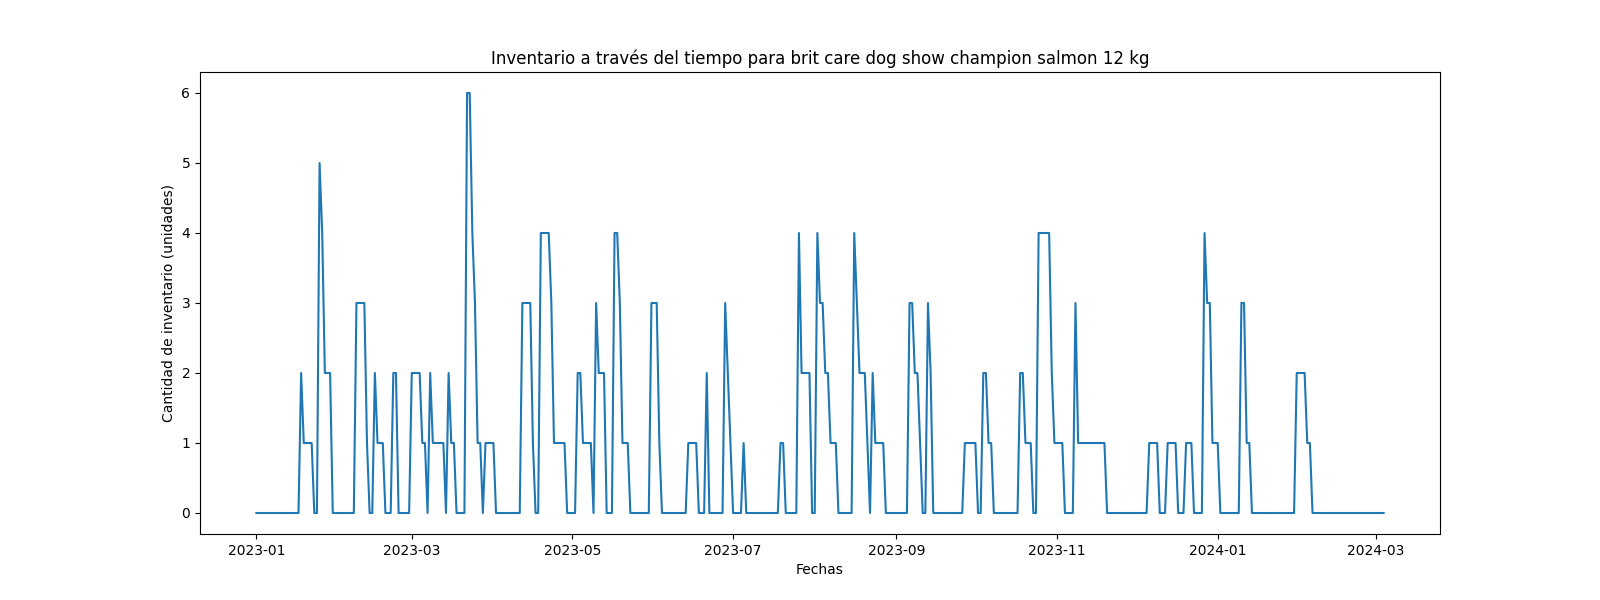 Inventario a través del tiempo para brit care dog show champion salmon 12 kg
Cantidad de inventario (unidades)
6
5
4
3
2
1
0
2023-01 2023-03 2023-05 2023-07 2023-09 2023-11 2024-01 2024-03
Fechas